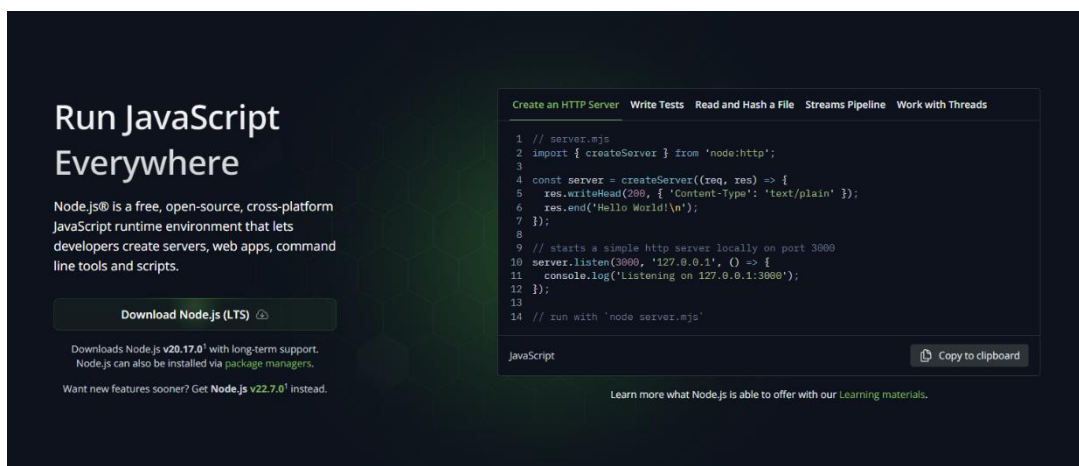 Run JavaScript
Everywhere
Node.js® is a free, open-source, cross-platform
JavaScript runtime environment that lets
developers create servers, web apps, command
line tools and scripts.
Download Node.js (LTS)
Downloads Node.js v20.17.0¹ with long-term support.
Node.js can also be installed via package managers.
Want new features sooner? Get Node.js v22.7.0¹ instead.
Create an HTTP Server Write Tests Read and Hash a File Streams Pipeline Work with Threads
1 // server.mjs
2 import { createServer } from 'node:http';
3
4 const server = createServer((req, res) => {
5   res.writeHead(200, { 'Content-Type': 'text/plain' });
6   res.end('Hello World!\n');
7 });
8
9 // starts a simple http server locally on port 3000
10 server.listen(3000, '127.0.0.1', () => {
11   console.log('Listening on 127.0.0.1:3000');
12 });
13
14 // run with `node server.mjs`
JavaScript Copy to clipboard
Learn more what Node.js is able to offer with our Learning materials.